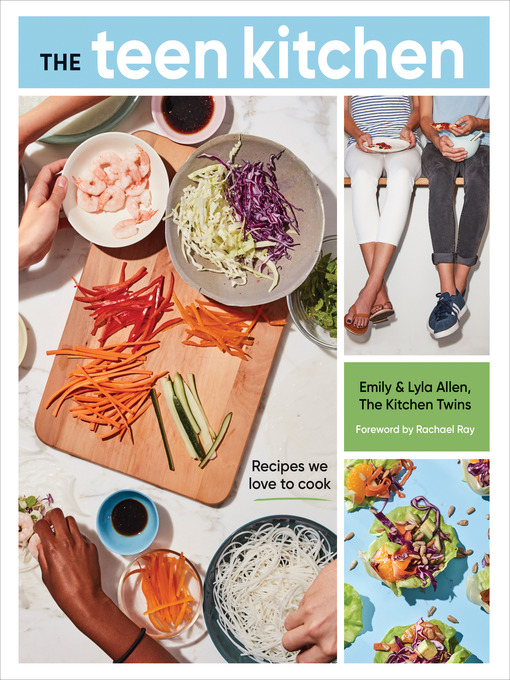 THE teen kitchen
Emily & Lyla Allen,
The Kitchen Twins
Foreword by Rachael Ray
Recipes we
love to cook